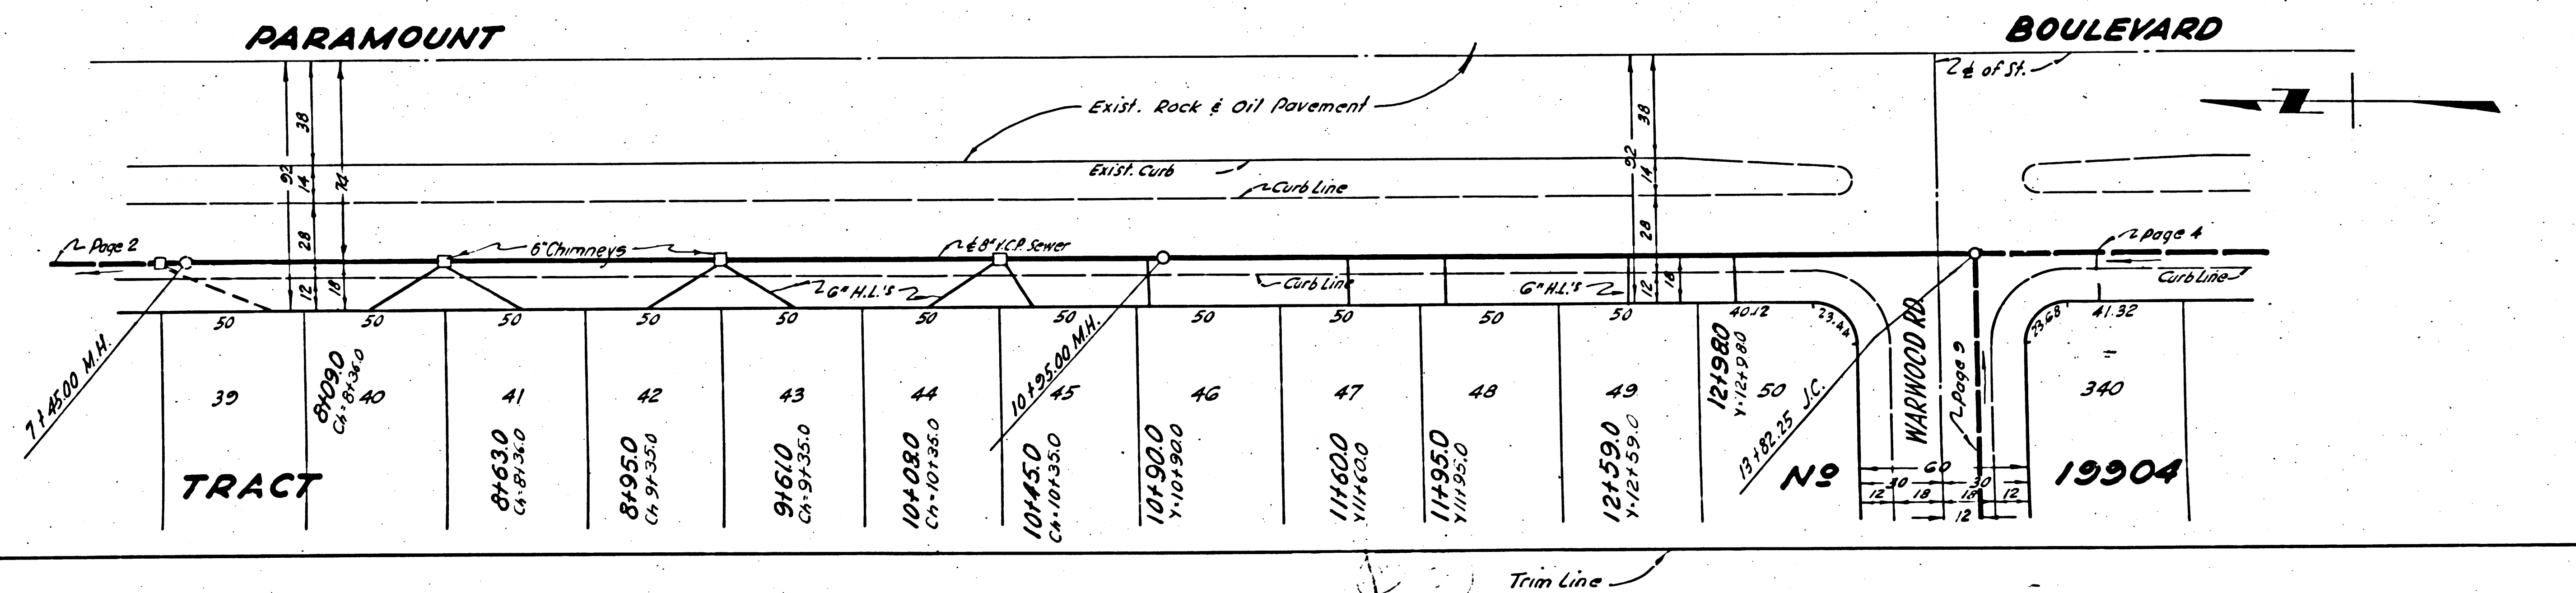 PARAMOUNT
BOULEVARD
℄ of St.
Exist. Rock & Oil Pavement
38
92
14
74
28
12
18
38
92
14
28
12
18
Exist. Curb
Curb Line
N
Page 2
6" Chimneys
℄ 8" V.C.P. Sewer
Page 4
6" H.L.'s
Curb Line
6" H.L.'s
Curb Line
50
50
50
50
50
50
50
50
50
50
50
40.12
23.44
23.68
41.32
7+45.00 M.H.
10+95.00 M.H.
13+82.25 J.C.
WARWOOD RD.
Page 9
39
40
41
42
43
44
45
46
47
48
49
50
340
8+09.0
Ch=8+36.0
8+63.0
Ch=8+36.0
8+95.0
Ch 9+35.0
9+61.0
Ch=9+35.0
10+08.0
Ch=10+35.0
10+45.0
Ch=10+35.0
10+90.0
Y=10+90.0
11+60.0
Y11+60.0
11+95.0
Y11+95.0
12+59.0
Y=12+59.0
12+98.0
Y=12+98.0
TRACT
Nº
19904
60
30
30
12
18
18
12
12
Trim Line